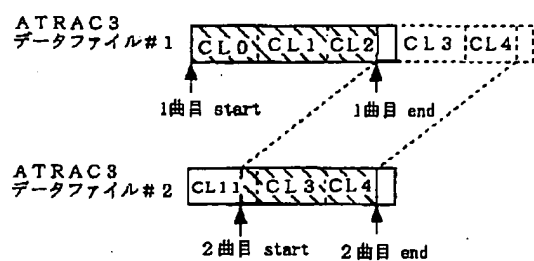 ATRAC3
データファイル#1
CL0 CL1 CL2 CL3 CL4
1曲目 start 1曲目 end
ATRAC3
データファイル#2
CL11 CL3 CL4
2曲目 start 2曲目 end